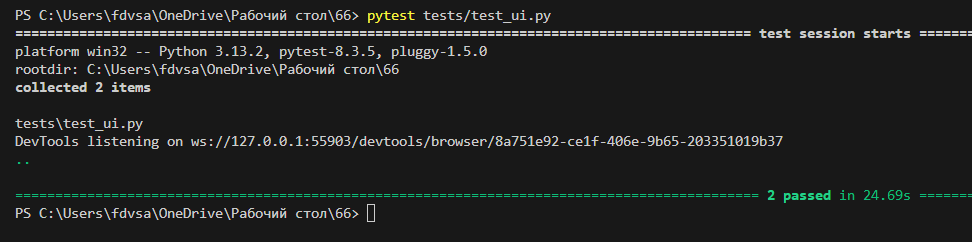 PS C:\Users\fdvsa\OneDrive\Рабочий стол\66> pytest tests/test_ui.py
================================================================================= test session starts =======
platform win32 -- Python 3.13.2, pytest-8.3.5, pluggy-1.5.0
rootdir: C:\Users\fdvsa\OneDrive\Рабочий стол\66
collected 2 items
tests\test_ui.py
DevTools listening on ws://127.0.0.1:55903/devtools/browser/8a751e92-ce1f-406e-9b65-203351019b37
..
================================================================================== 2 passed in 24.69s =======
PS C:\Users\fdvsa\OneDrive\Рабочий стол\66>